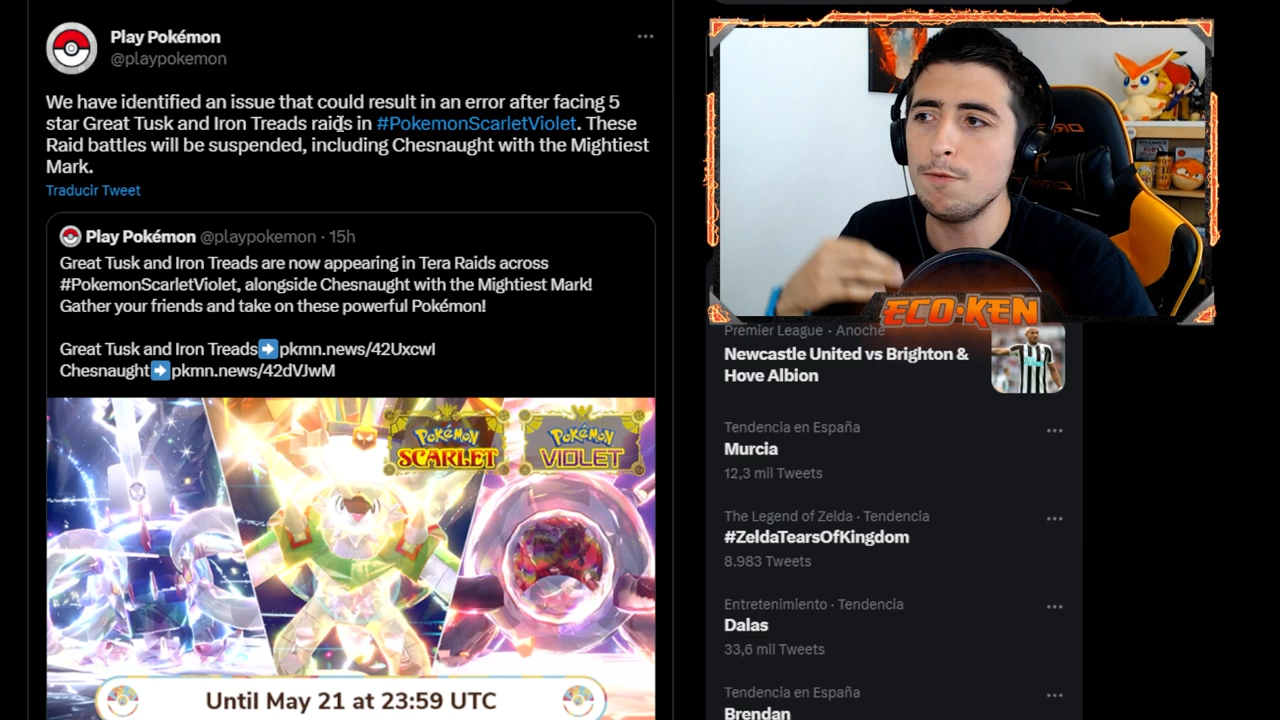 Play Pokémon
@playpokemon
We have identified an issue that could result in an error after facing 5
star Great Tusk and Iron Treads raids in #PokemonScarletViolet. These
Raid battles will be suspended, including Chesnaught with the Mightiest
Mark.
Traducir Tweet
Play Pokémon @playpokemon · 15h
Great Tusk and Iron Treads are now appearing in Tera Raids across
#PokemonScarletViolet, alongside Chesnaught with the Mightiest Mark!
Gather your friends and take on these powerful Pokémon!
Great Tusk and Iron Treads➡️pkmn.news/42UxcwI
Chesnaught➡️pkmn.news/42dVJwM
POKéMON
SCARLET
POKéMON
VIOLET
Until May 21 at 23:59 UTC
ECO·KEN
Premier League · Anoche
Newcastle United vs Brighton &
Hove Albion
Tendencia en España
Murcia
12,3 mil Tweets
The Legend of Zelda · Tendencia
#ZeldaTearsOfKingdom
8.983 Tweets
Entretenimiento · Tendencia
Dalas
33,6 mil Tweets
Tendencia en España
Brendan